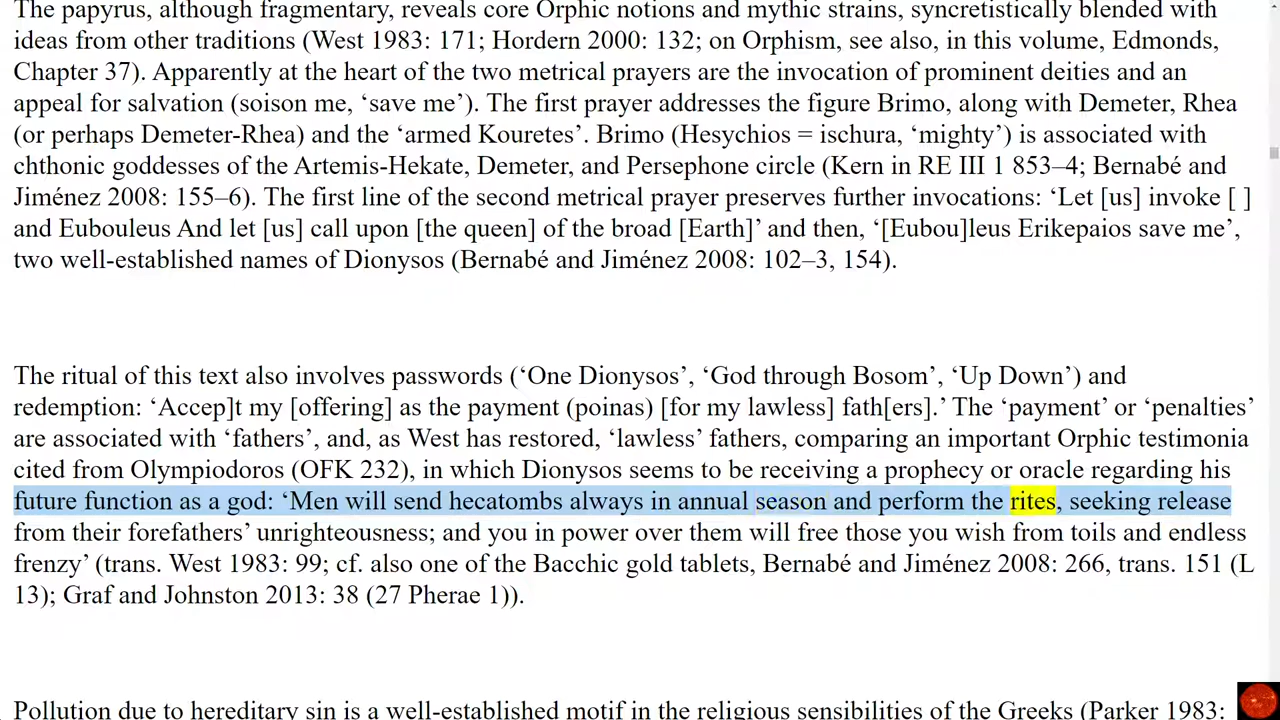 The papyrus, although fragmentary, reveals core Orphic notions and mythic strains, syncretistically blended with
ideas from other traditions (West 1983: 171; Hordern 2000: 132; on Orphism, see also, in this volume, Edmonds,
Chapter 37). Apparently at the heart of the two metrical prayers are the invocation of prominent deities and an
appeal for salvation (soison me, ‘save me’). The first prayer addresses the figure Brimo, along with Demeter, Rhea
(or perhaps Demeter-Rhea) and the ‘armed Kouretes’. Brimo (Hesychios = ischura, ‘mighty’) is associated with
chthonic goddesses of the Artemis-Hekate, Demeter, and Persephone circle (Kern in RE III 1 853–4; Bernabé and
Jiménez 2008: 155–6). The first line of the second metrical prayer preserves further invocations: ‘Let [us] invoke [ ]
and Eubouleus And let [us] call upon [the queen] of the broad [Earth]’ and then, ‘[Eubou]leus Erikepaios save me’,
two well-established names of Dionysos (Bernabé and Jiménez 2008: 102–3, 154).
The ritual of this text also involves passwords (‘One Dionysos’, ‘God through Bosom’, ‘Up Down’) and
redemption: ‘Accep]t my [offering] as the payment (poinas) [for my lawless] fath[ers].’ The ‘payment’ or ‘penalties’
are associated with ‘fathers’, and, as West has restored, ‘lawless’ fathers, comparing an important Orphic testimonia
cited from Olympiodoros (OFK 232), in which Dionysos seems to be receiving a prophecy or oracle regarding his
future function as a god: ‘Men will send hecatombs always in annual season and perform the rites, seeking release
from their forefathers’ unrighteousness; and you in power over them will free those you wish from toils and endless
frenzy’ (trans. West 1983: 99; cf. also one of the Bacchic gold tablets, Bernabé and Jiménez 2008: 266, trans. 151 (L
13); Graf and Johnston 2013: 38 (27 Pherae 1)).
Pollution due to hereditary sin is a well-established motif in the religious sensibilities of the Greeks (Parker 1983: